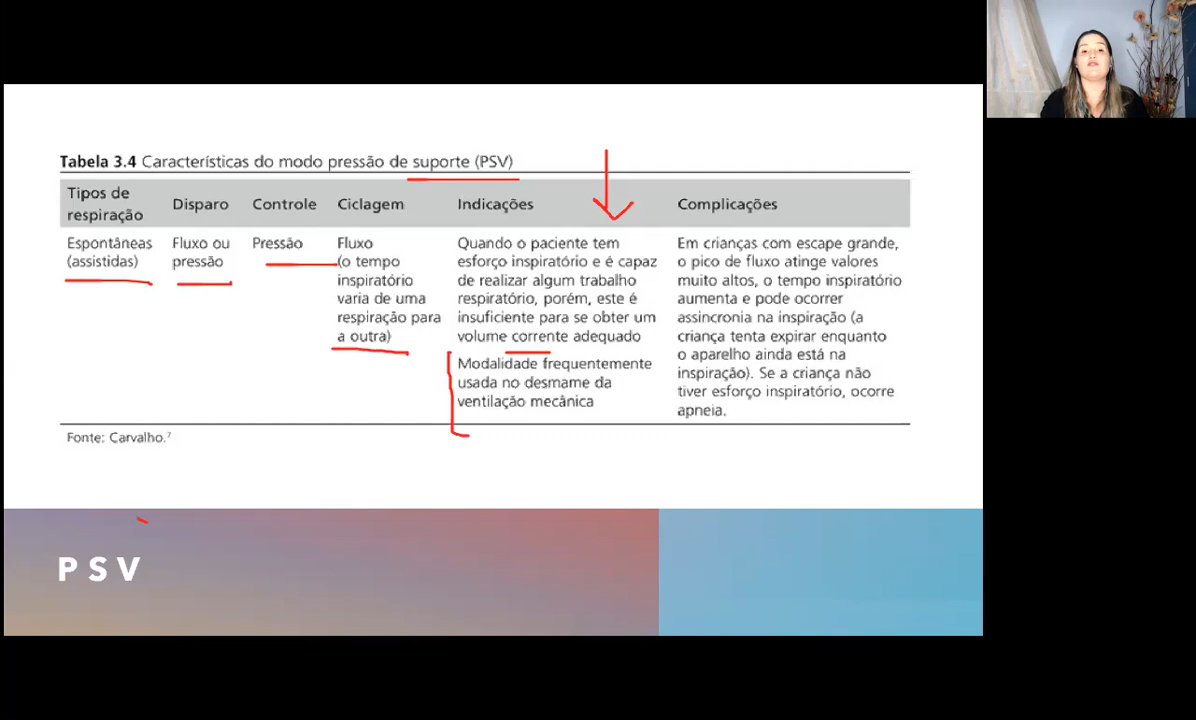 Tabela 3.4 Características do modo pressão de suporte (PSV)
Tipos de
respiração
Disparo
Controle
Ciclagem
Indicações
Complicações
Espontâneas
(assistidas)
Fluxo ou
pressão
Pressão
Fluxo
(o tempo
inspiratório
varia de uma
respiração para
a outra)
Quando o paciente tem
esforço inspiratório e é capaz
de realizar algum trabalho
respiratório, porém, este é
insuficiente para se obter um
volume corrente adequado
Modalidade frequentemente
usada no desmame da
ventilação mecânica
Em crianças com escape grande,
o pico de fluxo atinge valores
muito altos, o tempo inspiratório
aumenta e pode ocorrer
assincronia na inspiração (a
criança tenta expirar enquanto
o aparelho ainda está na
inspiração). Se a criança não
tiver esforço inspiratório, ocorre
apneia.
Fonte: Carvalho.⁷
PSV